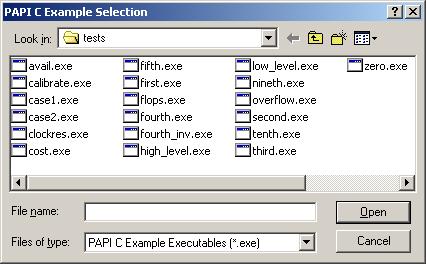 PAPI C Example Selection
Look in: tests
avail.exe fifth.exe low_level.exe zero.exe
calibrate.exe first.exe nineth.exe
case1.exe flops.exe overflow.exe
case2.exe fourth.exe second.exe
clockres.exe fourth_inv.exe tenth.exe
cost.exe high_level.exe third.exe
File name: Open
Files of type: PAPI C Example Executables (*.exe) Cancel